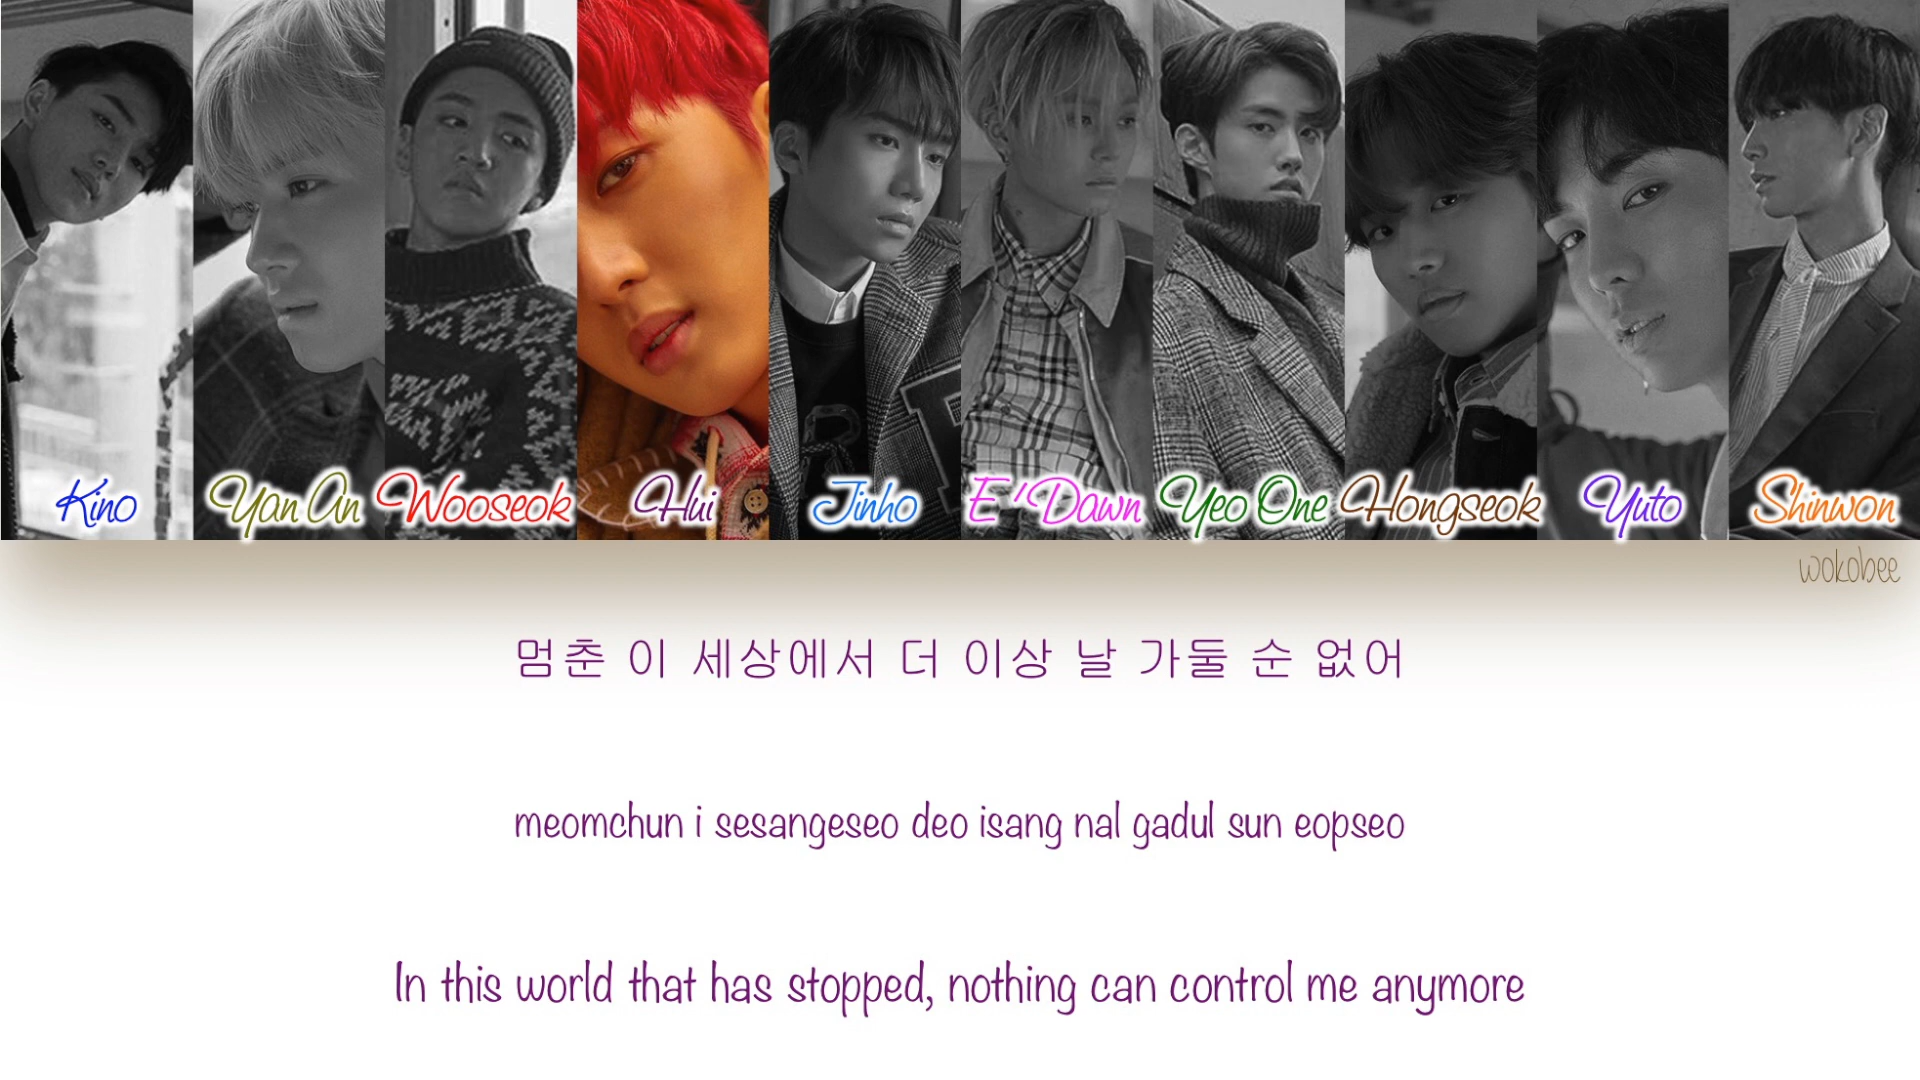 Kino Yan An Wooseok Hui Jinho E'Dawn Yeo One Hongseok Yuto Shinwon
wokobee
멈춘 이 세상에서 더 이상 날 가둘 순 없어
meomchun i sesangeseo deo isang nal gadul sun eopseo
In this world that has stopped, nothing can control me anymore